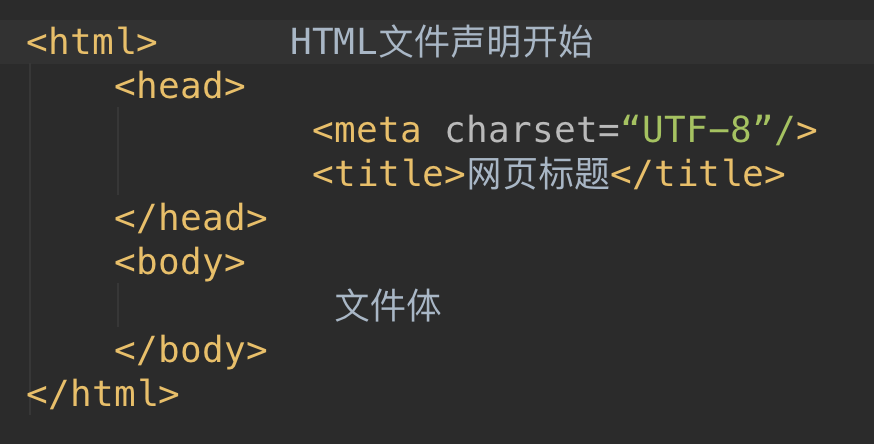 <html>      HTML文件声明开始
    <head>
             <meta charset=“UTF-8”/>
             <title>网页标题</title>
    </head>
    <body>
              文件体
    </body>
</html>